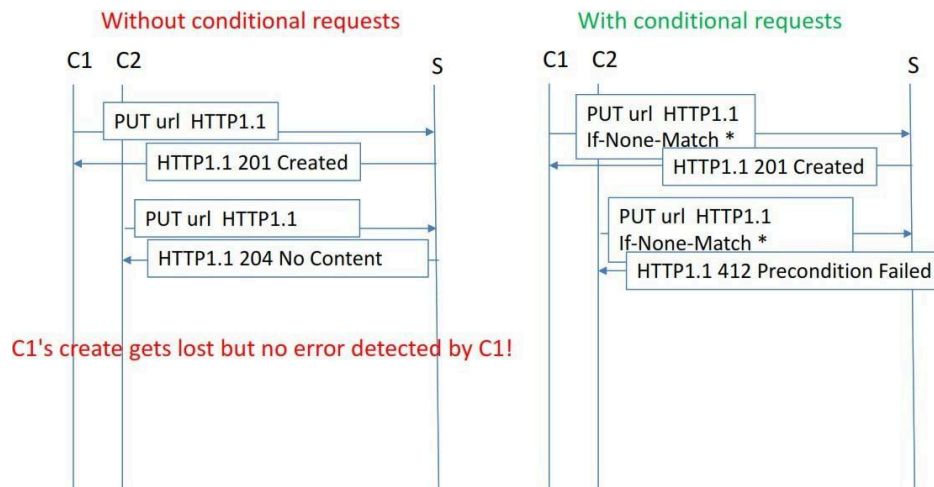 Without conditional requests
C1
C2
S
PUT url HTTP1.1
HTTP1.1 201 Created
PUT url HTTP1.1
HTTP1.1 204 No Content
C1's create gets lost but no error detected by C1!
With conditional requests
C1
C2
S
PUT url HTTP1.1
If-None-Match *
HTTP1.1 201 Created
PUT url HTTP1.1
If-None-Match *
HTTP1.1 412 Precondition Failed